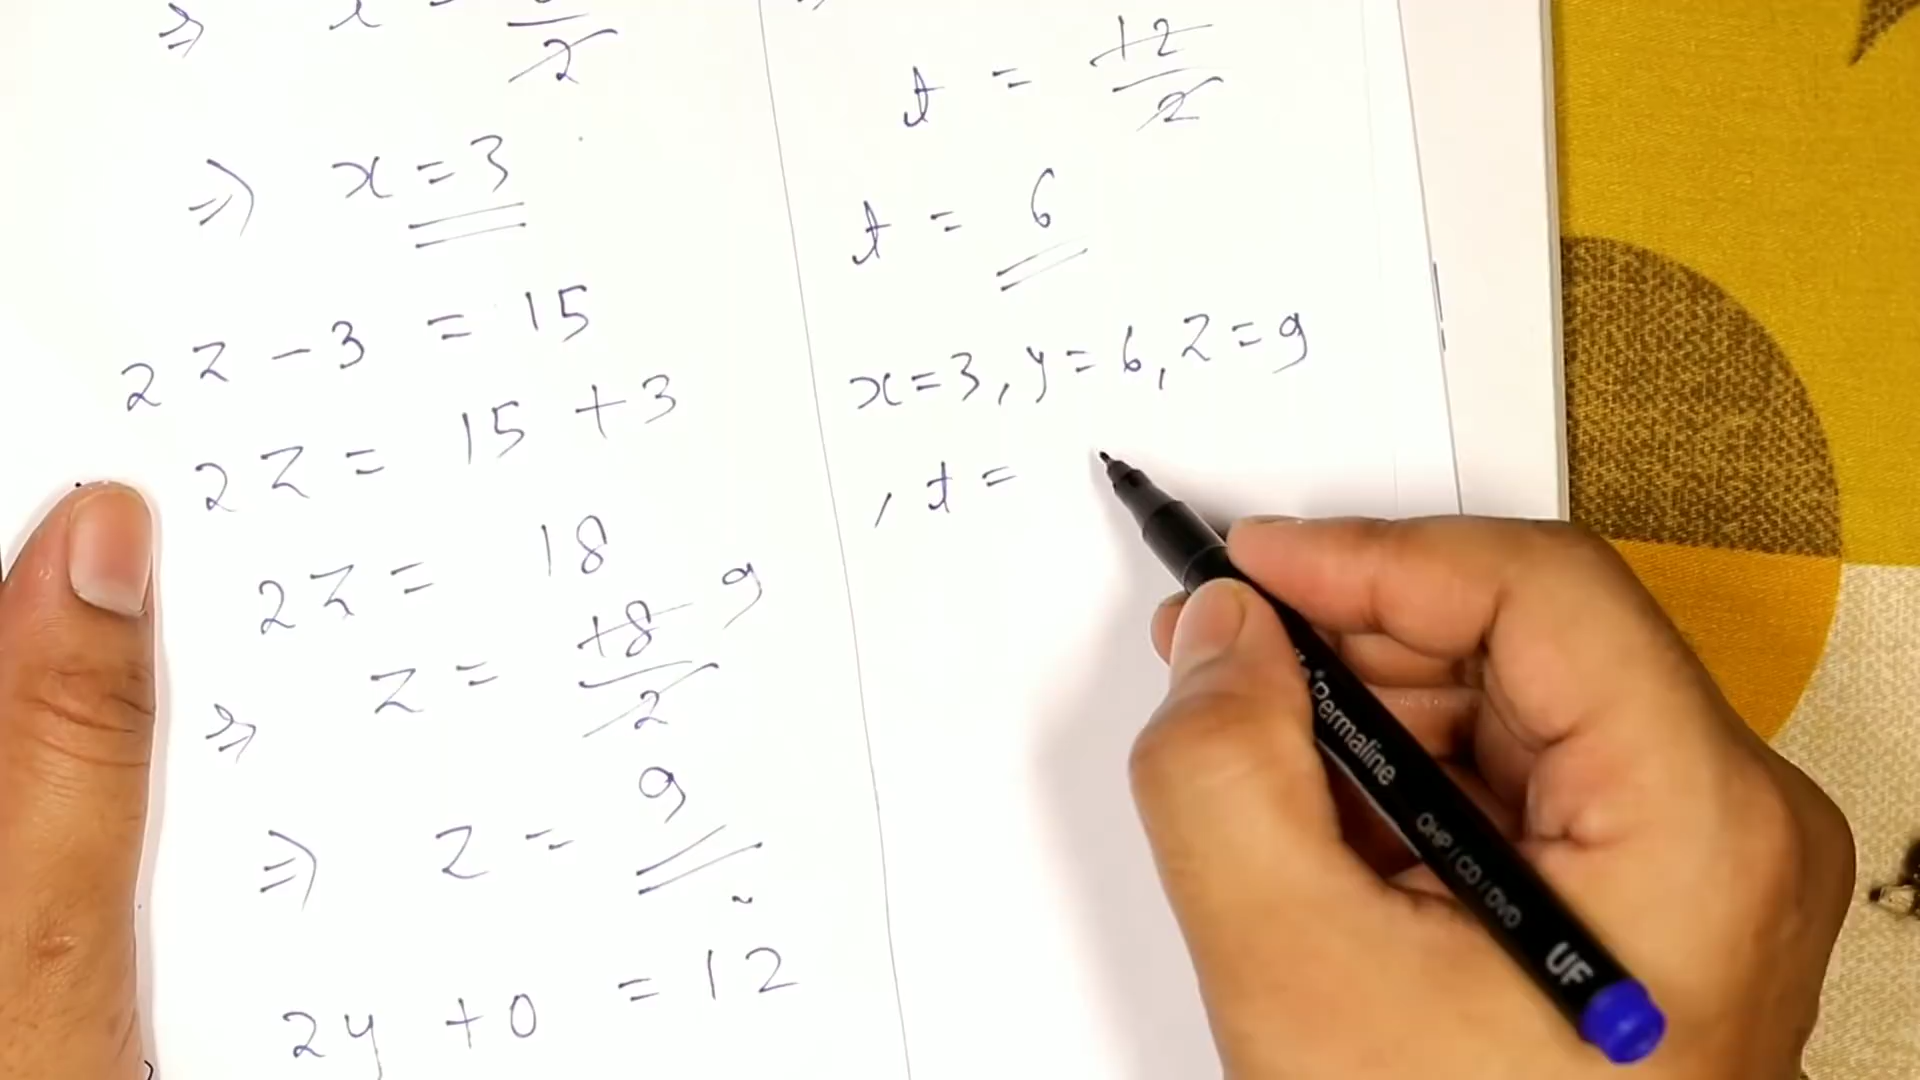 ⇒ x =
2
⇒ x = 3
2z - 3 = 15
2z = 15 + 3
2z = 18
⇒ z = 18 9
2
⇒ z = 9
2y + 0 = 12
t = 12
2
t = 6
x = 3, y = 6, z = 9
, t =
Permaline
OHP / CD / DVD
UF